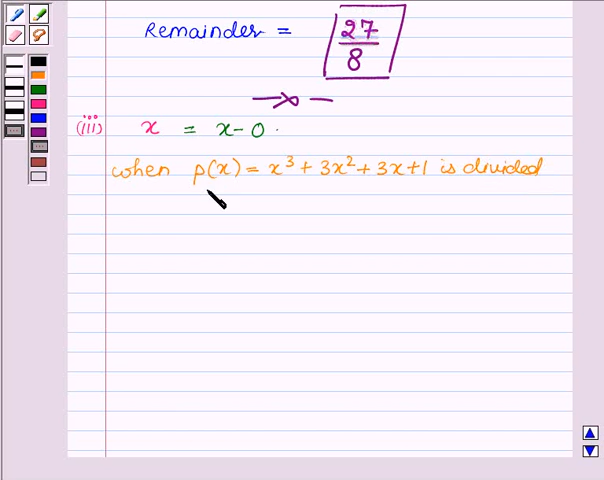 Remainder = 27/8
(iii) x = x-0.
when p(x) = x³ + 3x² + 3x+1 is divided